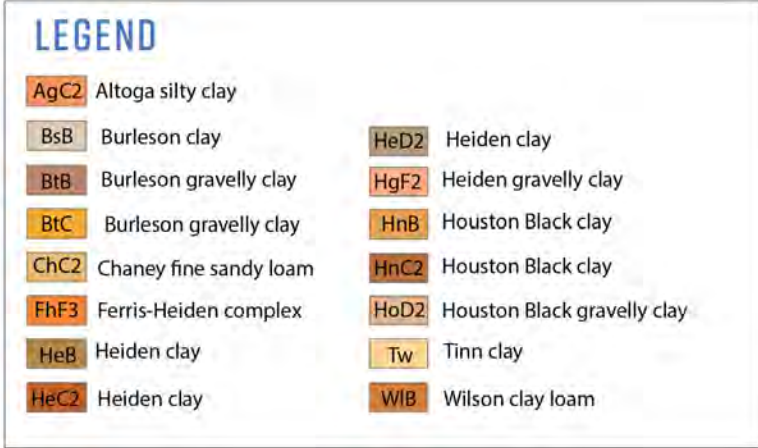 LEGEND
AgC2 Altoga silty clay
BsB Burleson clay
BtB Burleson gravelly clay
BtC Burleson gravelly clay
ChC2 Chaney fine sandy loam
FhF3 Ferris-Heiden complex
HeB Heiden clay
HeC2 Heiden clay
HeD2 Heiden clay
HgF2 Heiden gravelly clay
HnB Houston Black clay
HnC2 Houston Black clay
HoD2 Houston Black gravelly clay
Tw Tinn clay
WlB Wilson clay loam